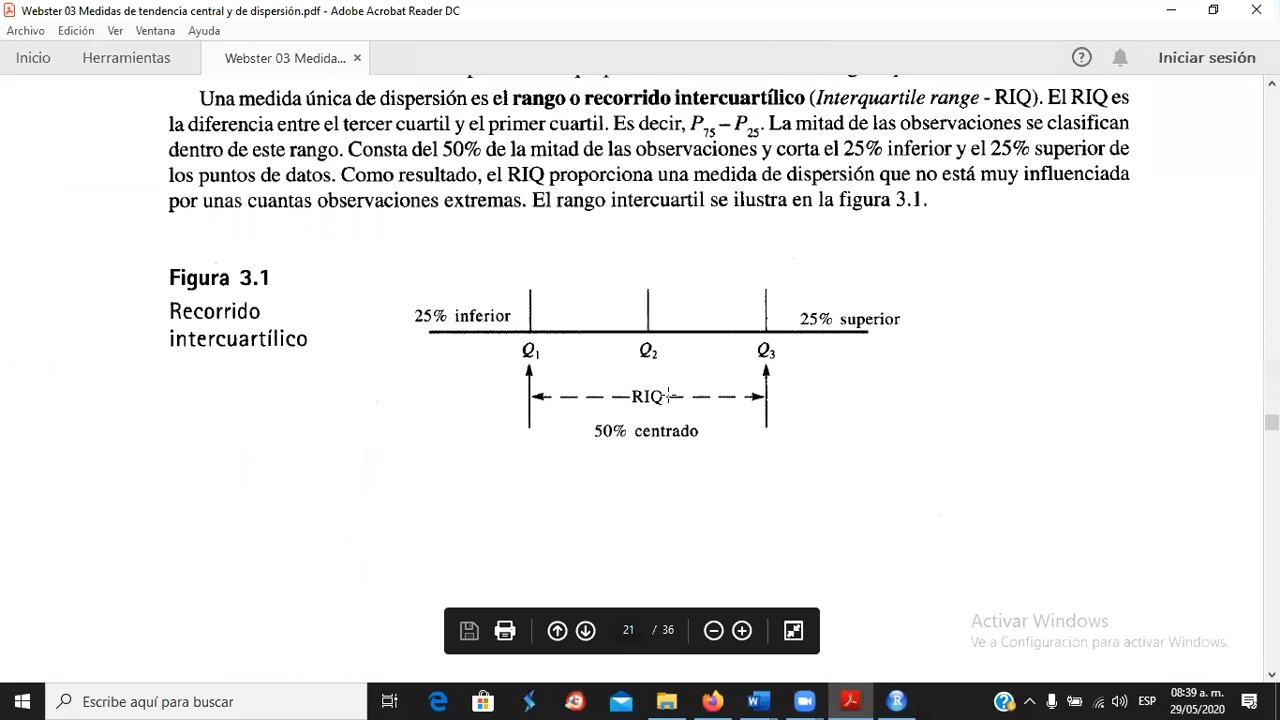 Webster 03 Medidas de tendencia central y de dispersión.pdf - Adobe Acrobat Reader DC
Archivo Edición Ver Ventana Ayuda
Inicio Herramientas Webster 03 Medida... × Iniciar sesión
Una medida única de dispersión es el rango o recorrido intercuartílico (Interquartile range - RIQ). El RIQ es
la diferencia entre el tercer cuartil y el primer cuartil. Es decir, P75 – P25. La mitad de las observaciones se clasifican
dentro de este rango. Consta del 50% de la mitad de las observaciones y corta el 25% inferior y el 25% superior de
los puntos de datos. Como resultado, el RIQ proporciona una medida de dispersión que no está muy influenciada
por unas cuantas observaciones extremas. El rango intercuartil se ilustra en la figura 3.1.
Figura 3.1
Recorrido
intercuartílico
25% inferior 25% superior
Q1 Q2 Q3
RIQ
50% centrado
21 / 36
Activar Windows
Ve a Configuración para activar Windows.
Escribe aquí para buscar
ESP
08:39 a. m.
29/05/2020